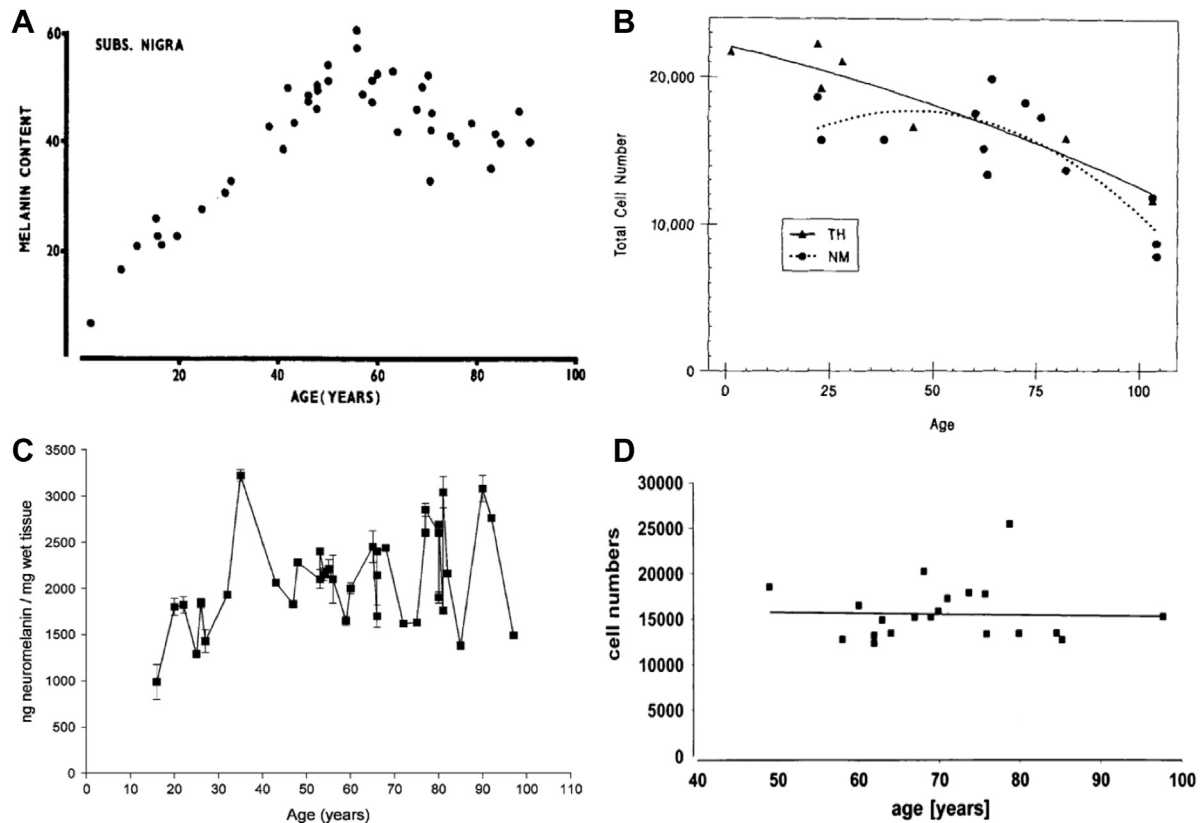 A
SUBS. NIGRA
MELANIN CONTENT
60
40
20
20 40 60 80 100
AGE(YEARS)
B
Total Cell Number
20,000
10,000
0
TH
NM
0 25 50 75 100
Age
C
ng neuromelanin / mg wet tissue
3500
3000
2500
2000
1500
1000
500
0
0 10 20 30 40 50 60 70 80 90 100 110
Age (years)
D
cell numbers
30000
25000
20000
15000
10000
5000
0
40 50 60 70 80 90 100
age [years]